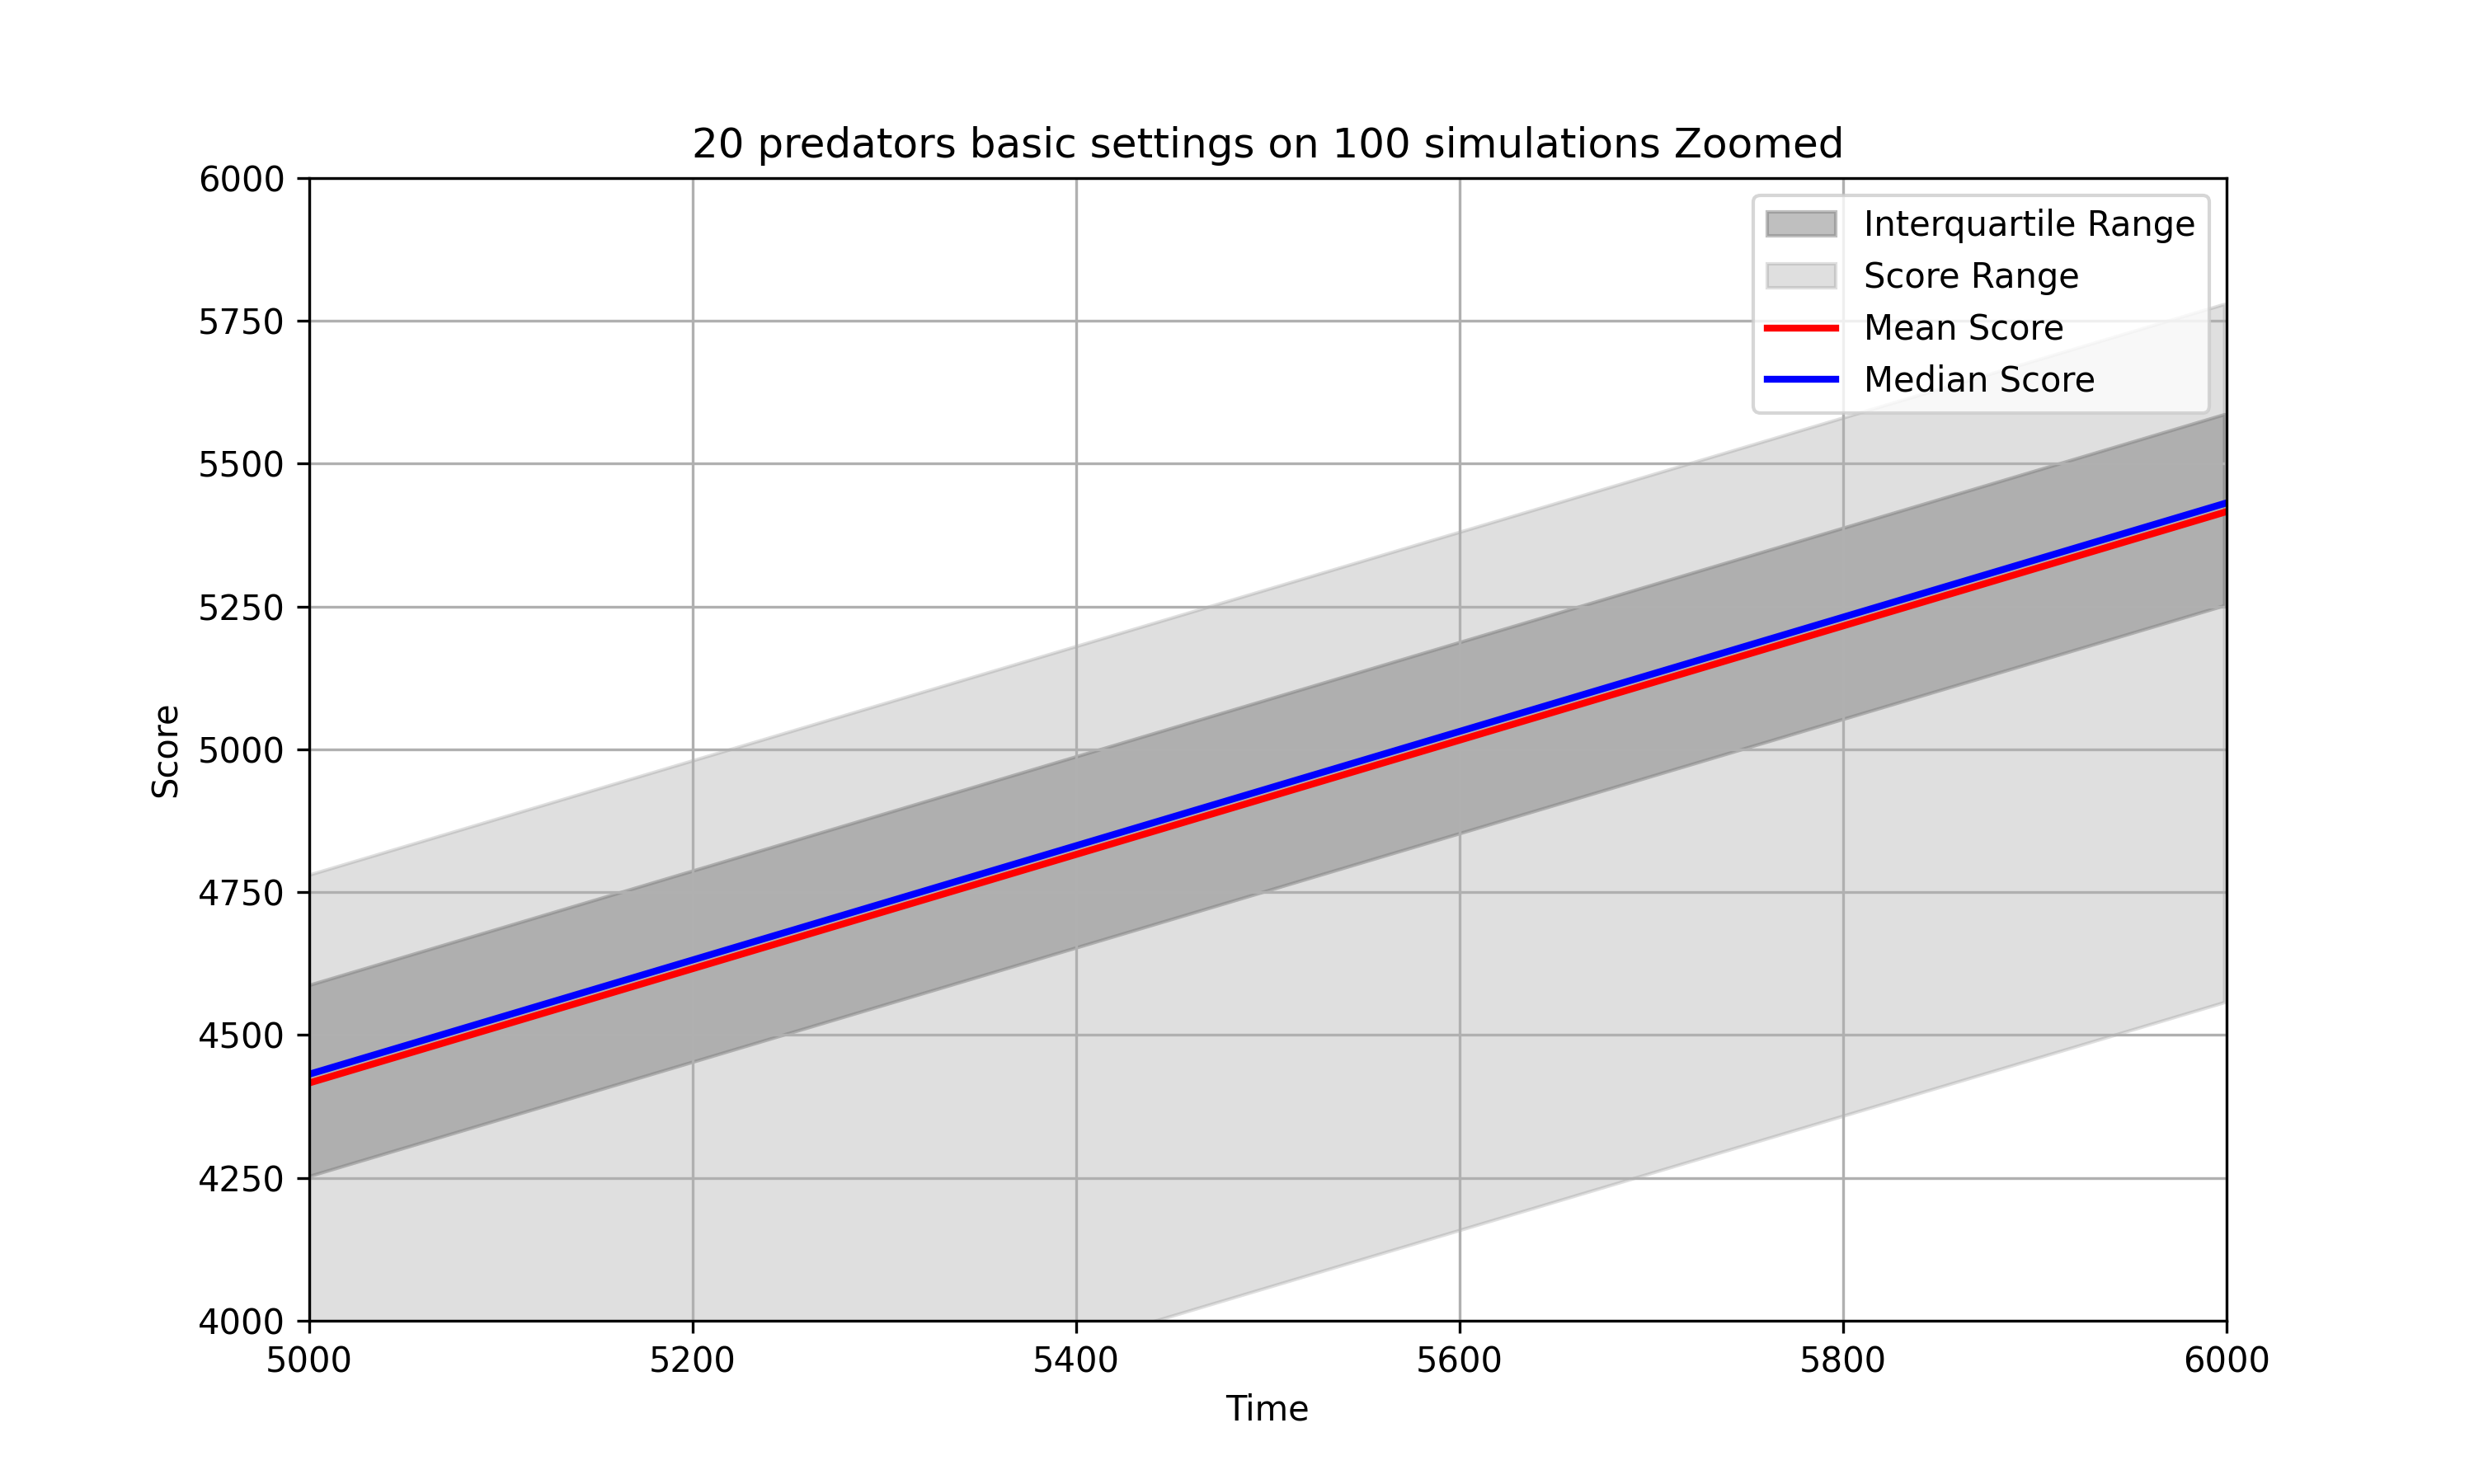 20 predators basic settings on 100 simulations Zoomed
6000
5750
5500
5250
5000
4750
4500
4250
4000
Score
Interquartile Range
Score Range
Mean Score
Median Score
5000 5200 5400 5600 5800 6000
Time